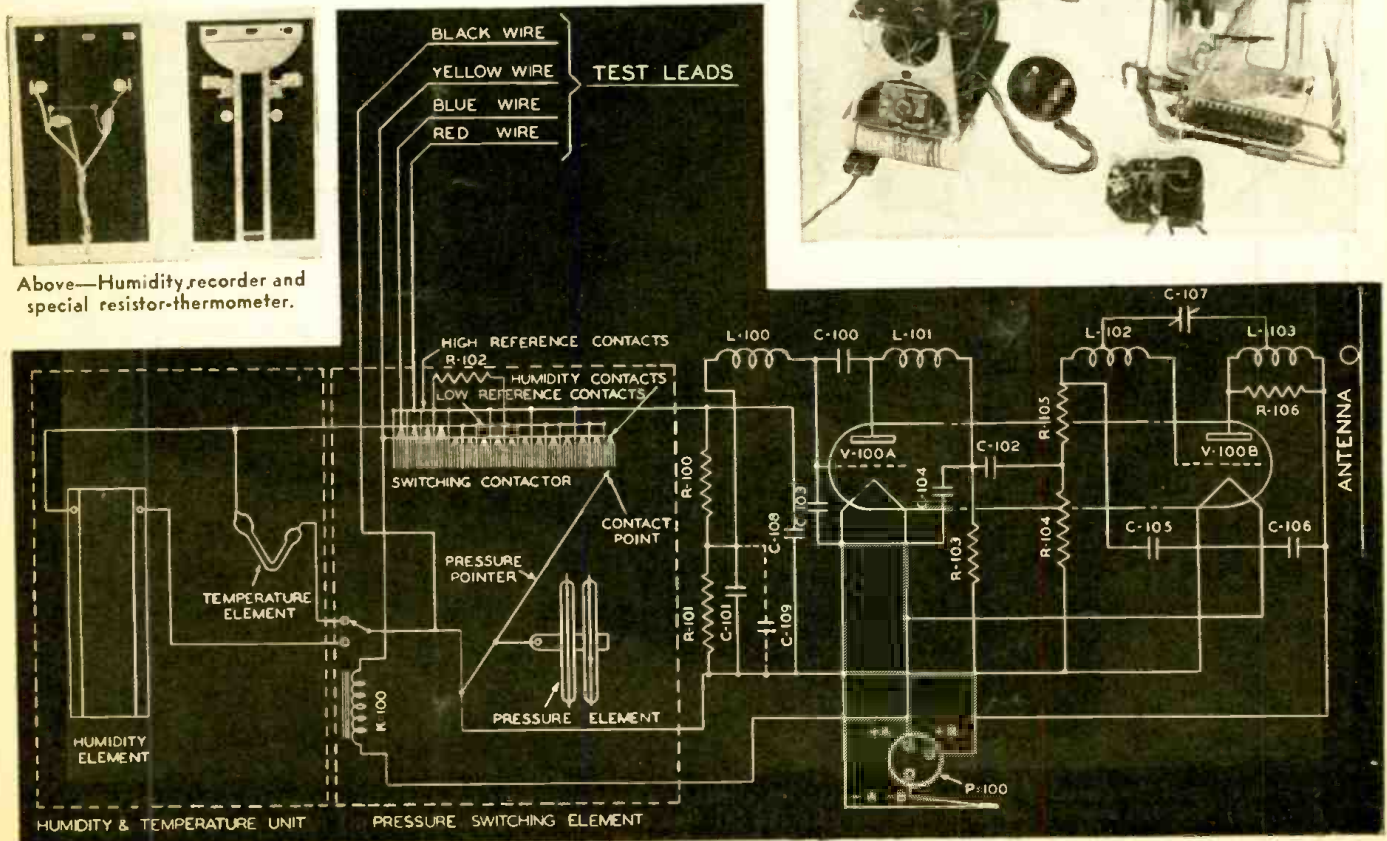 BLACK WIRE
YELLOW WIRE
BLUE WIRE
RED WIRE
TEST LEADS
Above—Humidity recorder and
special resistor-thermometer.
HIGH REFERENCE CONTACTS
R-102
HUMIDITY CONTACTS
LOW REFERENCE CONTACTS
SWITCHING CONTACTOR
CONTACT
POINT
PRESSURE
POINTER
TEMPERATURE
ELEMENT
PRESSURE ELEMENT
K-100
HUMIDITY
ELEMENT
HUMIDITY & TEMPERATURE UNIT
PRESSURE SWITCHING ELEMENT
L-100
C-100
L-101
L-102
C-107
L-103
R-106
R-105
C-102
V-100A
V-100B
R-100
C-108
C-103
C-104
R-103
R-104
C-105
C-106
R-101
C-101
C-109
P-100
ANTENNA